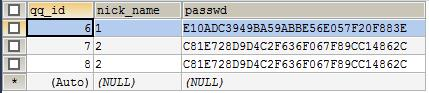 qq_id nick_name passwd
6 1 E10ADC3949BA59ABBE56E057F20F883E
7 2 C81E728D9D4C2F636F067F89CC14862C
8 2 C81E728D9D4C2F636F067F89CC14862C
* (Auto) (NULL) (NULL)